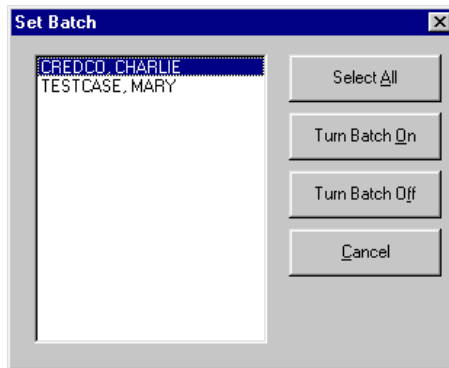 Set Batch
CREDCO, CHARLIE
TESTCASE, MARY
Select All
Turn Batch On
Turn Batch Off
Cancel